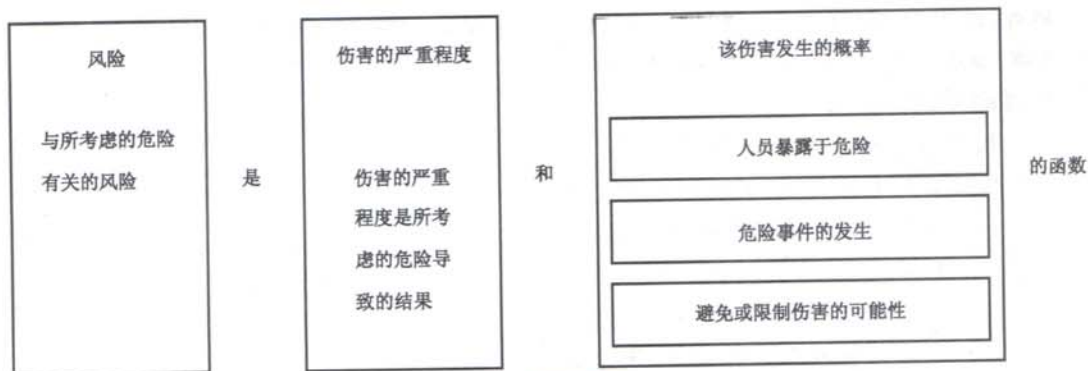 风险
与所考虑的危险
有关的风险
是
伤害的严重程度
伤害的严重
程度是所考
虑的危险导
致的结果
和
该伤害发生的概率
人员暴露于危险
危险事件的发生
避免或限制伤害的可能性
的函数